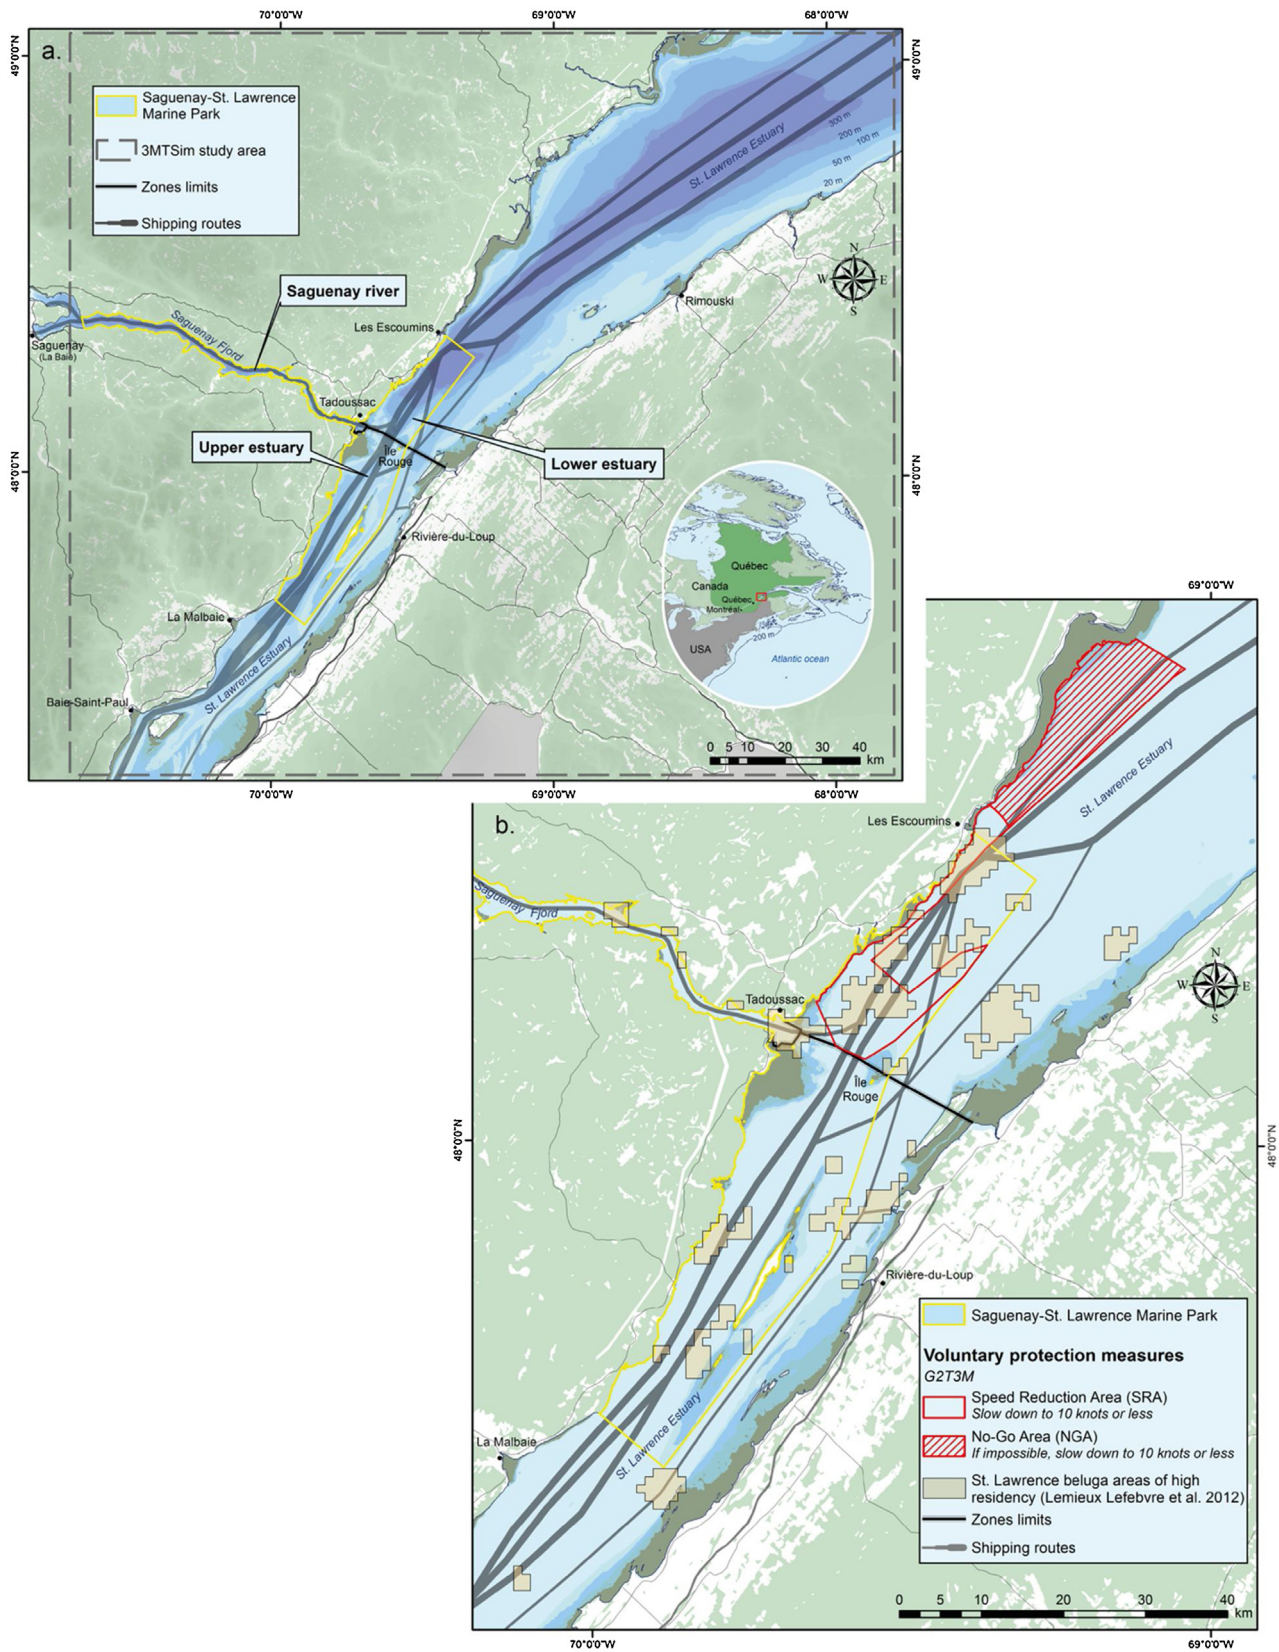 70°0'0"W 69°0'0"W 68°0'0"W
a.
49°0'0"N
49°0'0"N
Saguenay-St. Lawrence
Marine Park
3MTSim study area
Zones limits
Shipping routes
300 m
200 m
100 m
50 m
20 m
St. Lawrence Estuary
N
W E
S
Saguenay river
Rimouski
Les Escoumins
Saguenay Fjord
Saguenay
(La Baie)
Tadoussac
Upper estuary
Île
Rouge
Lower estuary
48°0'0"N
48°0'0"N
Rivière-du-Loup
Québec
Canada
Québec
Montréal
USA
200 m
Atlantic ocean
La Malbaie
St. Lawrence Estuary
Baie-Saint-Paul
0 5 10 20 30 40
km
70°0'0"W 69°0'0"W 68°0'0"W
69°0'0"W
b.
Les Escoumins
St. Lawrence Estuary
Saguenay Fjord
N
W E
S
Tadoussac
Île
Rouge
48°0'0"N
48°0'0"N
Rivière-du-Loup
St. Lawrence Estuary
La Malbaie
Saguenay-St. Lawrence Marine Park
Voluntary protection measures
G2T3M
Speed Reduction Area (SRA)
Slow down to 10 knots or less
No-Go Area (NGA)
If impossible, slow down to 10 knots or less
St. Lawrence beluga areas of high
residency (Lemieux Lefebvre et al. 2012)
Zones limits
Shipping routes
0 10 20 30 40
km
70°0'0"W 69°0'0"W